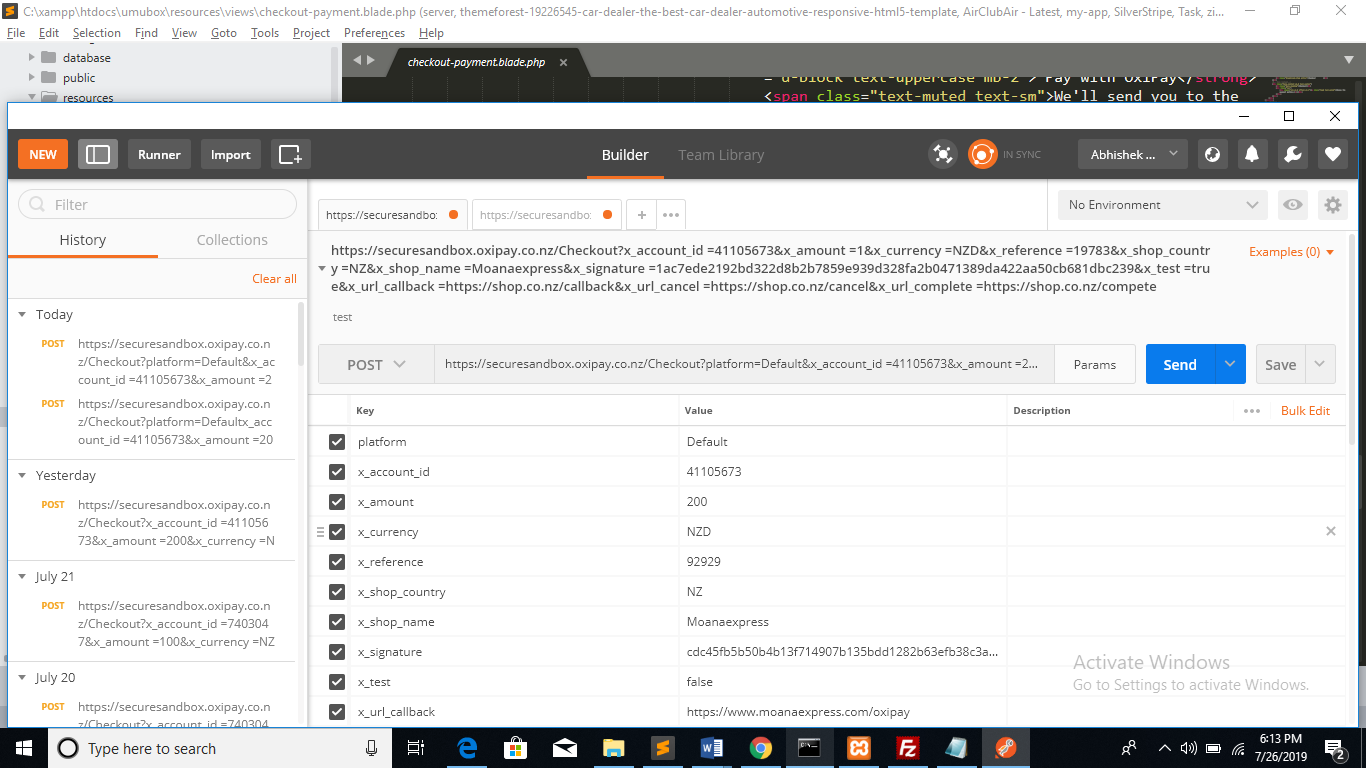 C:\xampp\htdocs\umubox\resources\views\checkout-payment.blade.php (server, themeforest-19226545-car-dealer-the-best-car-dealer-automotive-responsive-html5-template, AirClubAir - Latest, my-app, SilverStripe, Task, zi...
File Edit Selection Find View Goto Tools Project Preferences Help
database
public
resources
checkout-payment.blade.php
="d-block text-uppercase mb-2">Pay with OxiPay</strong>
<span class="text-muted text-sm">We'll send you to the
NEW Runner Import Builder Team Library IN SYNC Abhishek ...
Filter
History Collections
Clear all
Today
POST https://securesandbox.oxipay.co.n
z/Checkout?platform=Default&x_ac
count_id =41105673&x_amount =2
POST https://securesandbox.oxipay.co.n
z/Checkout?platform=Defaultx_acc
ount_id =41105673&x_amount =20
Yesterday
POST https://securesandbox.oxipay.co.n
z/Checkout?x_account_id =411056
73&x_amount =200&x_currency =N
July 21
POST https://securesandbox.oxipay.co.n
z/Checkout?x_account_id =740304
7&x_amount =100&x_currency =NZ
July 20
POST https://securesandbox.oxipay.co.n
z/Checkout?x_account_id =740304
https://securesandbo: https://securesandbo: + •••
No Environment
https://securesandbox.oxipay.co.nz/Checkout?x_account_id =41105673&x_amount =1&x_currency =NZD&x_reference =19783&x_shop_countr
y =NZ&x_shop_name =Moanaexpress&x_signature =1ac7ede2192bd322d8b2b7859e939d328fa2b0471389da422aa50cb681dbc239&x_test =tru
e&x_url_callback =https://shop.co.nz/callback&x_url_cancel =https://shop.co.nz/cancel&x_url_complete =https://shop.co.nz/compete
Examples (0)
test
POST https://securesandbox.oxipay.co.nz/Checkout?platform=Default&x_account_id =41105673&x_amount =2... Params Send Save
Key Value Description ••• Bulk Edit
platform Default
x_account_id 41105673
x_amount 200
x_currency NZD
x_reference 92929
x_shop_country NZ
x_shop_name Moanaexpress
x_signature cdc45fb5b50b4b13f714907b135bdd1282b63efb38c3a...
x_test false
x_url_callback https://www.moanaexpress.com/oxipay
Activate Windows
Go to Settings to activate Windows.
Type here to search
6:13 PM
7/26/2019
2